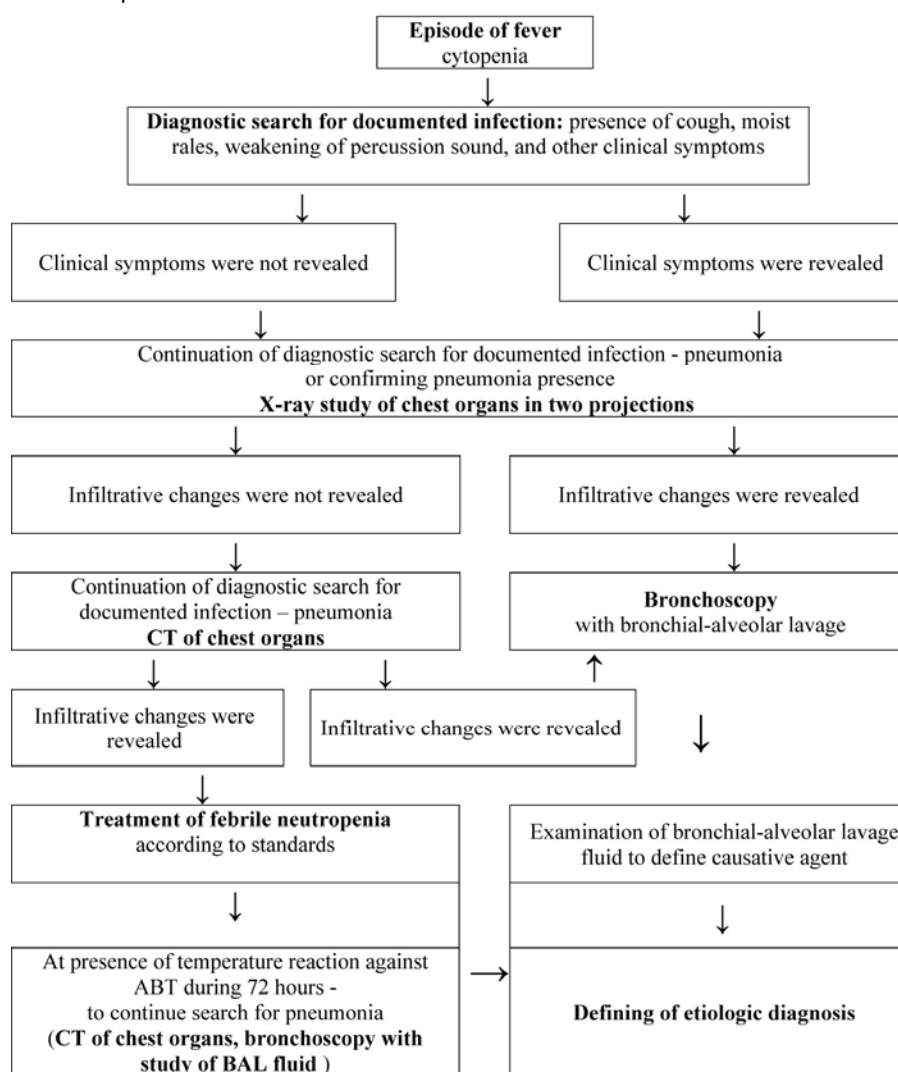 Episode of fever
cytopenia
Diagnostic search for documented infection: presence of cough, moist
rales, weakening of percussion sound, and other clinical symptoms
Clinical symptoms were not revealed
Clinical symptoms were revealed
Continuation of diagnostic search for documented infection - pneumonia
or confirming pneumonia presence
X-ray study of chest organs in two projections
Infiltrative changes were not revealed
Infiltrative changes were revealed
Continuation of diagnostic search for
documented infection – pneumonia
CT of chest organs
Bronchoscopy
with bronchial-alveolar lavage
Infiltrative changes were
revealed
Infiltrative changes were revealed
Treatment of febrile neutropenia
according to standards
Examination of bronchial-alveolar lavage
fluid to define causative agent
At presence of temperature reaction against
ABT during 72 hours -
to continue search for pneumonia
(CT of chest organs, bronchoscopy with
study of BAL fluid )
Defining of etiologic diagnosis